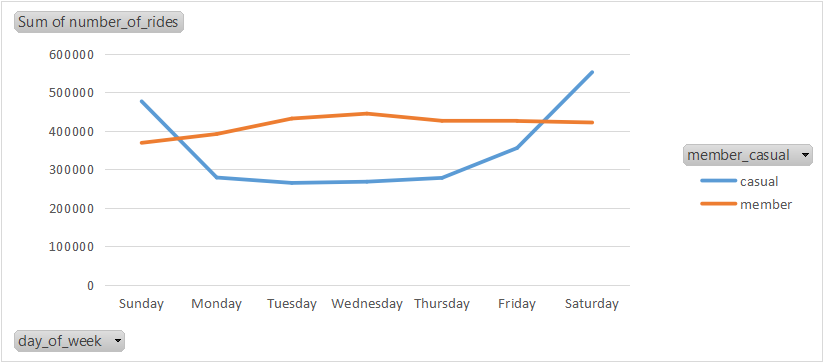 Sum of number_of_rides
600000
500000
400000
300000
200000
100000
0
Sunday Monday Tuesday Wednesday Thursday Friday Saturday
member_casual
casual
member
day_of_week